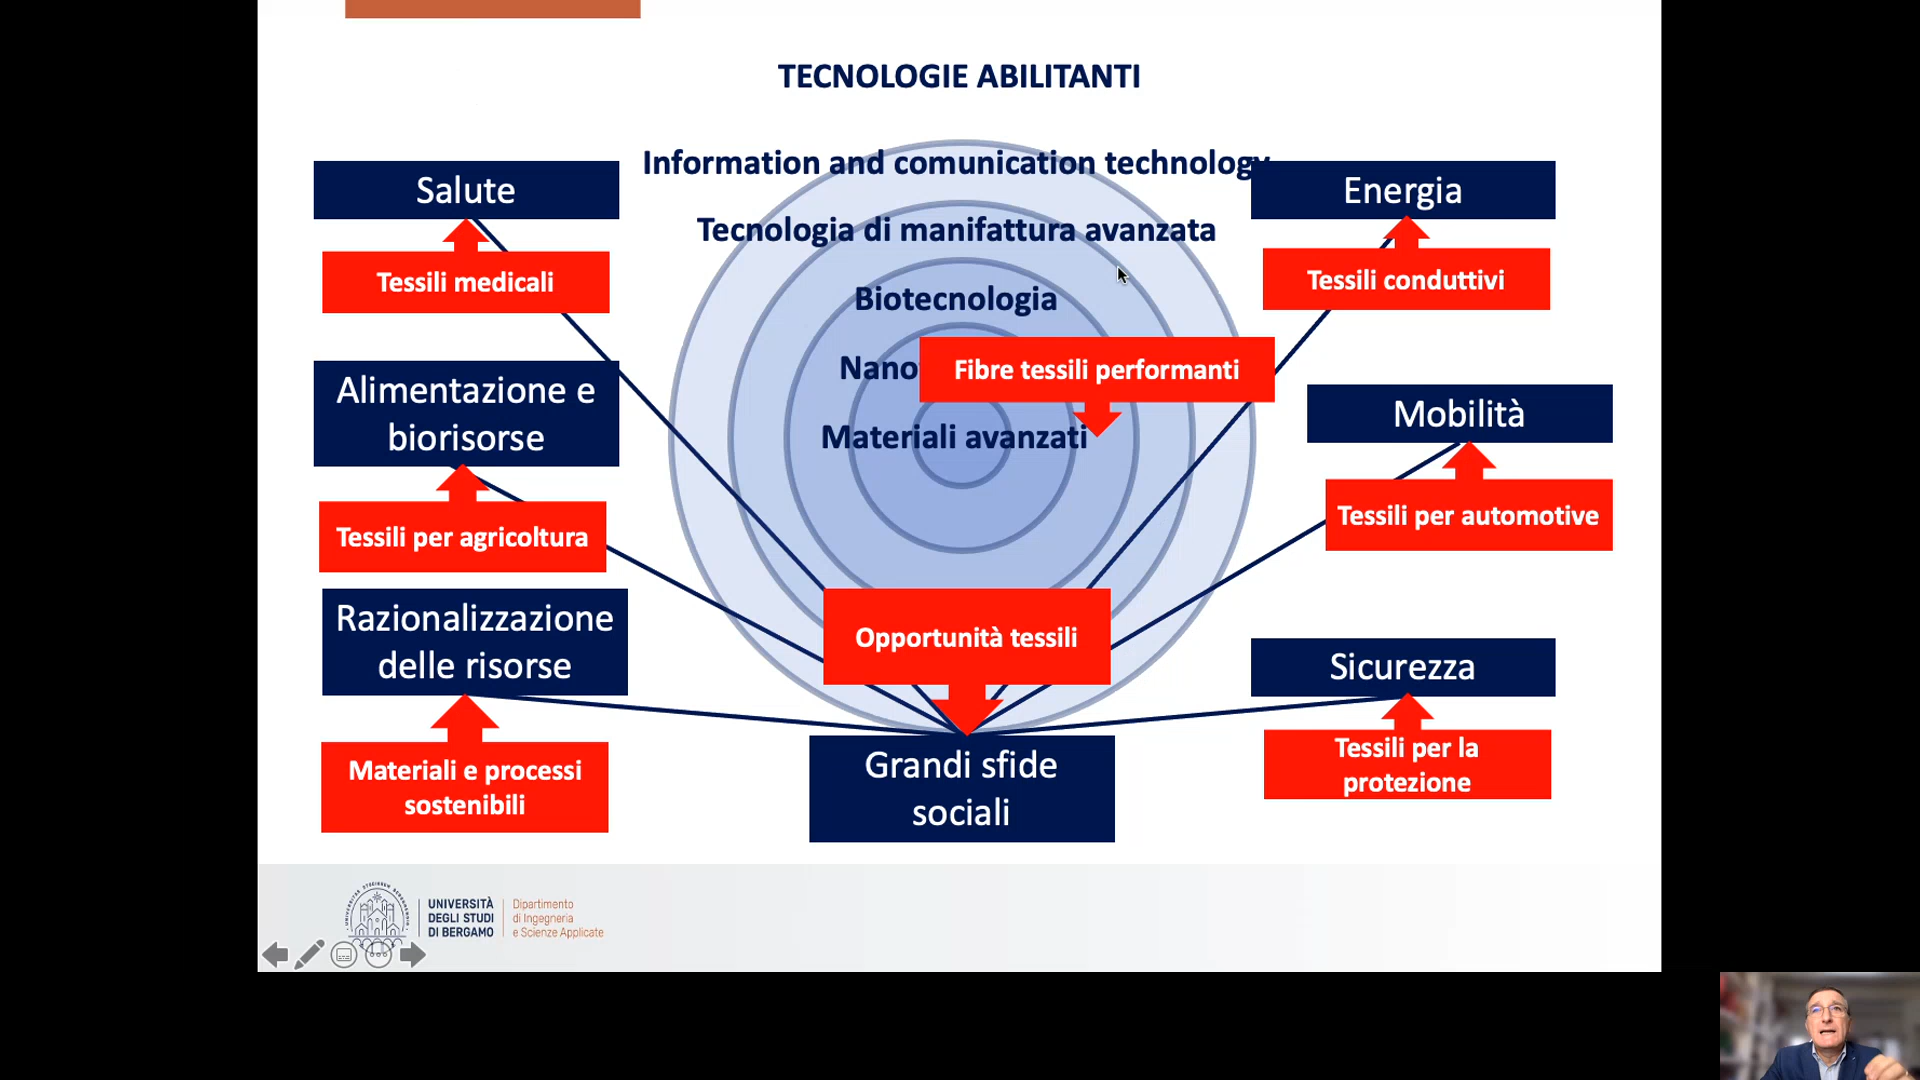 TECNOLOGIE ABILITANTI
Information and comunication technology
Tecnologia di manifattura avanzata
Biotecnologia
Nano
Materiali avanzati
Fibre tessili performanti
Salute
Tessili medicali
Alimentazione e
biorisorse
Tessili per agricoltura
Razionalizzazione
delle risorse
Materiali e processi
sostenibili
Opportunità tessili
Grandi sfide
sociali
Energia
Tessili conduttivi
Mobilità
Tessili per automotive
Sicurezza
Tessili per la
protezione
UNIVERSITÀ
DEGLI STUDI
DI BERGAMO
Dipartimento
di Ingegneria
e Scienze Applicate